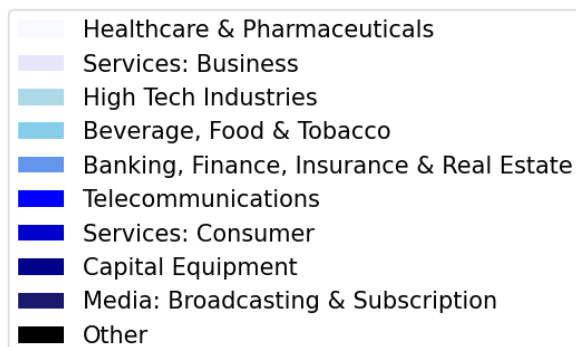 Healthcare & Pharmaceuticals
Services: Business
High Tech Industries
Beverage, Food & Tobacco
Banking, Finance, Insurance & Real Estate
Telecommunications
Services: Consumer
Capital Equipment
Media: Broadcasting & Subscription
Other